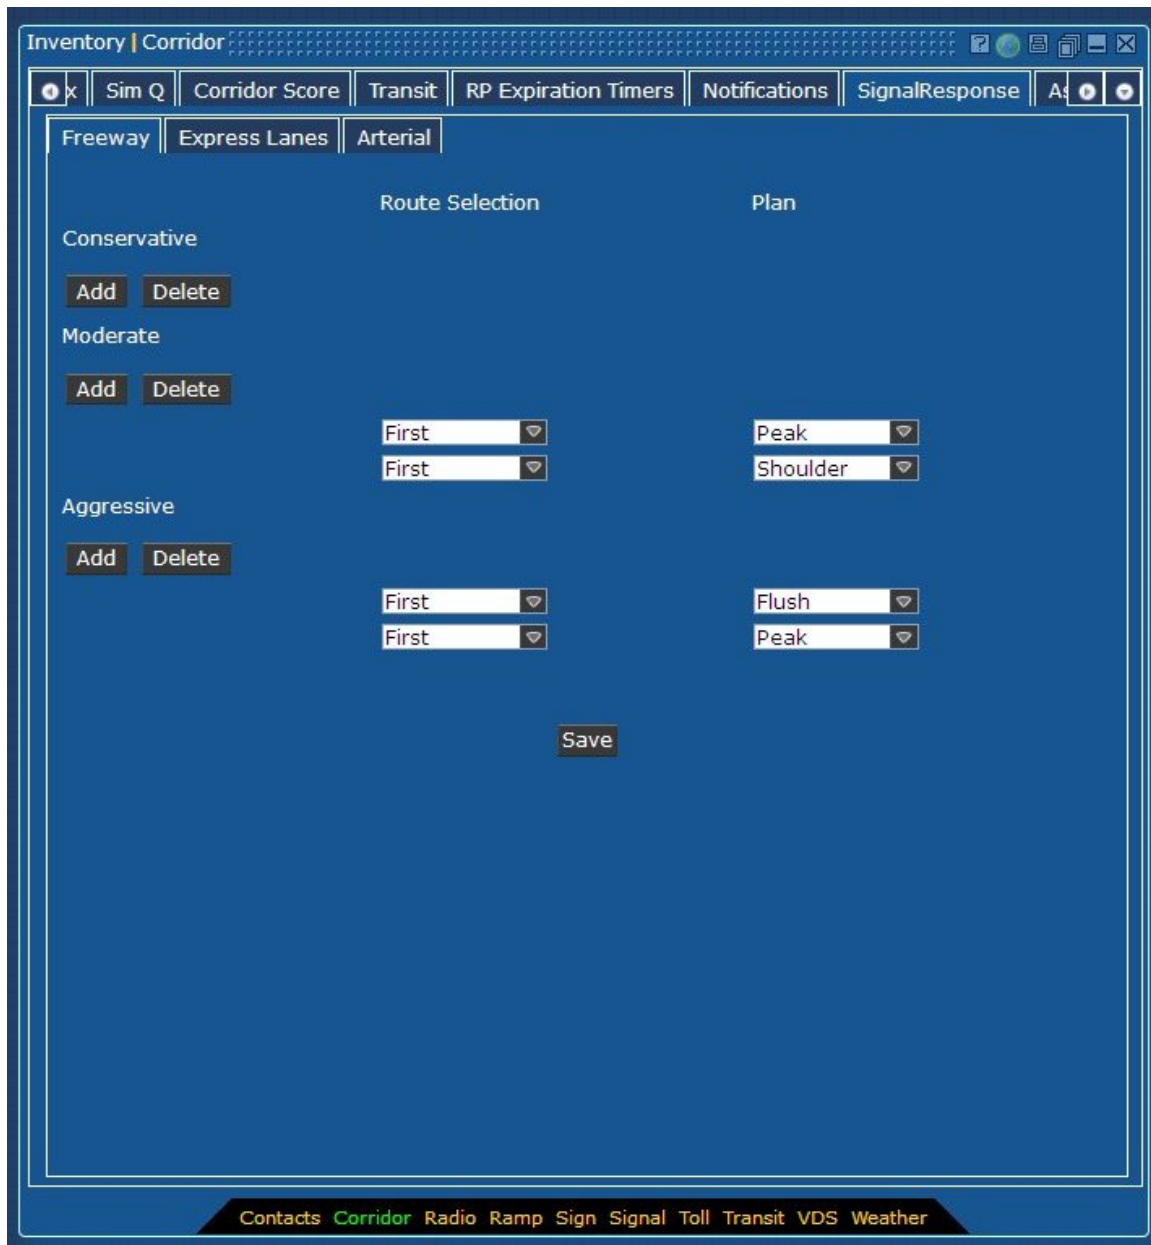 Inventory | Corridor
x Sim Q Corridor Score Transit RP Expiration Timers Notifications SignalResponse
Freeway Express Lanes Arterial
Route Selection Plan
Conservative
Add Delete
Moderate
Add Delete
First Peak
First Shoulder
Aggressive
Add Delete
First Flush
First Peak
Save
Contacts Corridor Radio Ramp Sign Signal Toll Transit VDS Weather